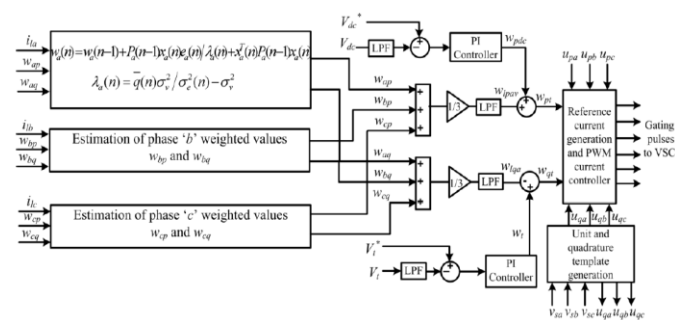 i_la
w_ap
w_aq
w_a(n)=w_a(n−1)+P_a(n−1)x_a(n)e_a(n)/λ_a(n)+x_a^T(n)P_a(n−1)x_a(n)
λ_a(n)=q̄(n)σ_v^2/σ_e^2(n)−σ_v^2
i_lb
w_bp
w_bq
Estimation of phase ‘b’ weighted values
w_bp and w_bq
i_lc
w_cp
w_cq
Estimation of phase ‘c’ weighted values
w_cp and w_cq
V_dc*
V_dc
LPF
PI
Controller
w_pdc
w_ap
w_bp
w_cp
1/3
LPF
w_lpav
w_pt
w_aq
w_bq
w_cq
1/3
LPF
w_lqa
w_qt
w_t
V_t*
V_t
LPF
PI
Controller
u_pa u_pb u_pc
Reference
current
generation
and PWM
current
controller
Gating
pulses
to VSC
u_qa u_qb u_qc
Unit and
quadrature
template
generation
v_sa v_sb v_sc u_qa u_qb u_qc